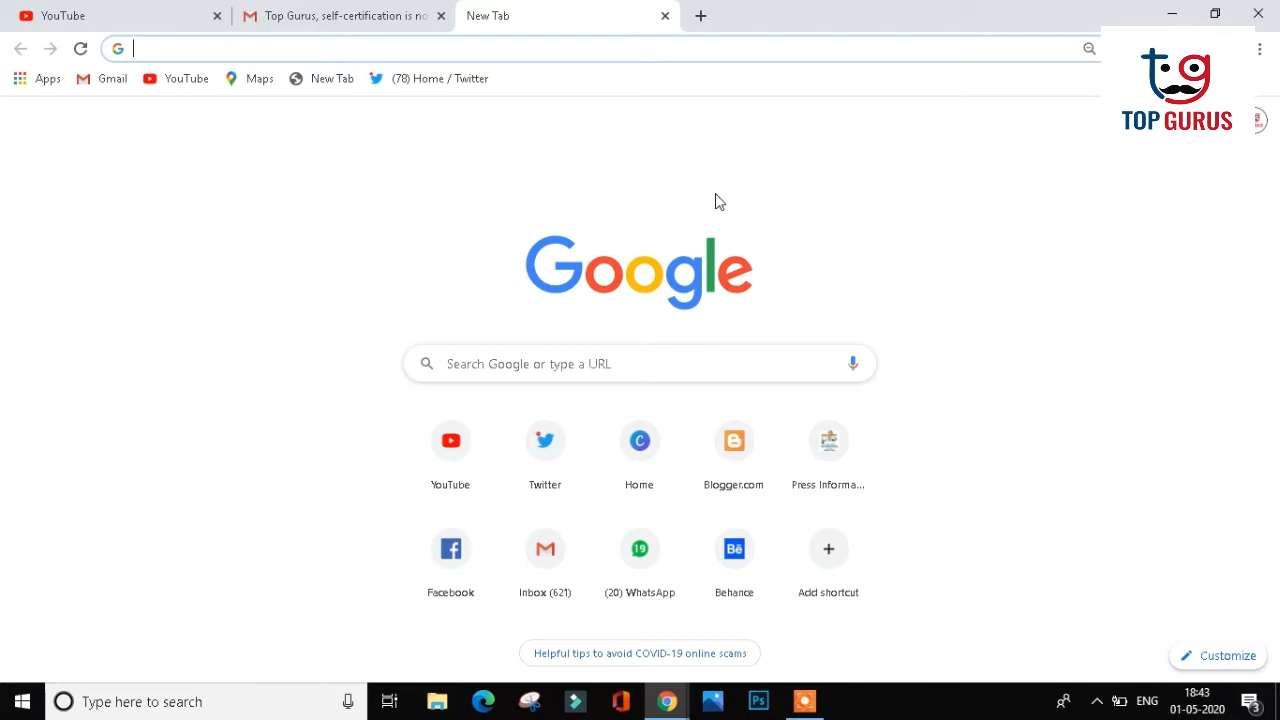 YouTube
Top Gurus, self-certification is no
New Tab
Apps
Gmail
YouTube
Maps
New Tab
(78) Home / Twitter
tg
TOP GURUS
Google
Search Google or type a URL
YouTube
Twitter
Home
Blogger.com
Press Informa...
Facebook
Inbox (621)
(20) WhatsApp
Behance
Add shortcut
Helpful tips to avoid COVID-19 online scams
Customize
Type here to search
ENG
18:43
01-05-2020